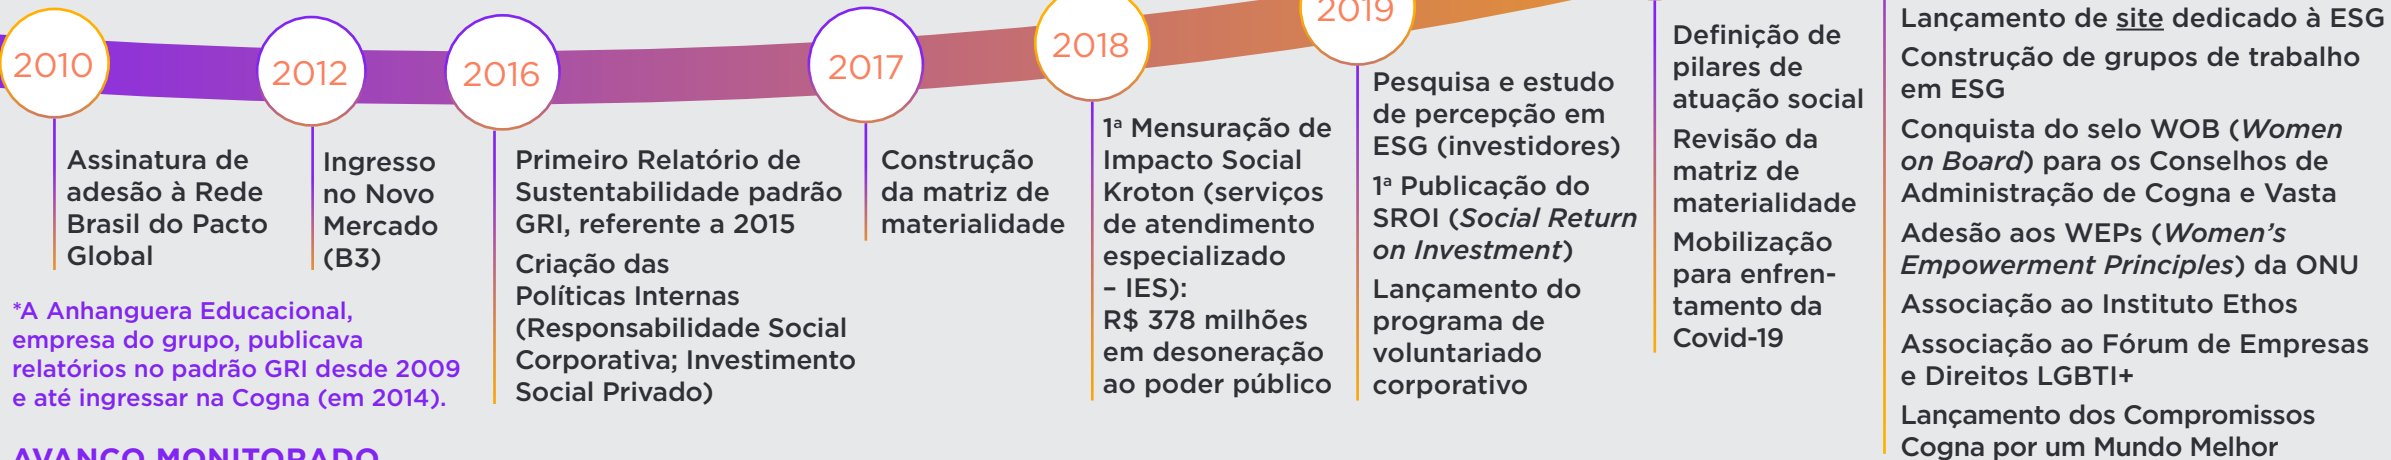 2010
Assinatura de
adesão à Rede
Brasil do Pacto
Global
2012
Ingresso
no Novo
Mercado
(B3)
*A Anhanguera Educacional,
empresa do grupo, publicava
relatórios no padrão GRI desde 2009
e até ingressar na Cogna (em 2014).
2016
Primeiro Relatório de
Sustentabilidade padrão
GRI, referente a 2015
Criação das
Políticas Internas
(Responsabilidade Social
Corporativa; Investimento
Social Privado)
2017
Construção
da matriz de
materialidade
2018
1ª Mensuração de
Impacto Social
Kroton (serviços
de atendimento
especializado
– IES):
R$ 378 milhões
em desoneração
ao poder público
2019
Pesquisa e estudo
de percepção em
ESG (investidores)
1ª Publicação do
SROI (Social Return
on Investment)
Lançamento do
programa de
voluntariado
corporativo
Definição de
pilares de
atuação social
Revisão da
matriz de
materialidade
Mobilização
para enfren-
tamento da
Covid-19
Lançamento de site dedicado à ESG
Construção de grupos de trabalho
em ESG
Conquista do selo WOB (Women
on Board) para os Conselhos de
Administração de Cogna e Vasta
Adesão aos WEPs (Women's
Empowerment Principles) da ONU
Associação ao Instituto Ethos
Associação ao Fórum de Empresas
e Direitos LGBTI+
Lançamento dos Compromissos
Cogna por um Mundo Melhor
AVANÇO MONITORADO